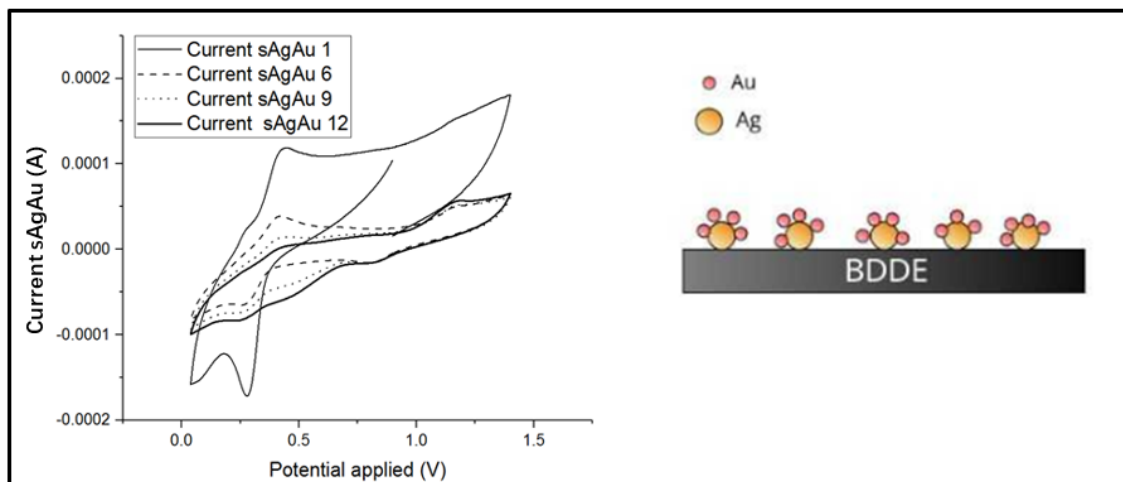 Current sAgAu 1
Current sAgAu 6
Current sAgAu 9
Current sAgAu 12
0.0002
0.0001
0.0000
-0.0001
-0.0002
Current sAgAu (A)
0.0
0.5
1.0
1.5
Potential applied (V)
Au
Ag
BDDE